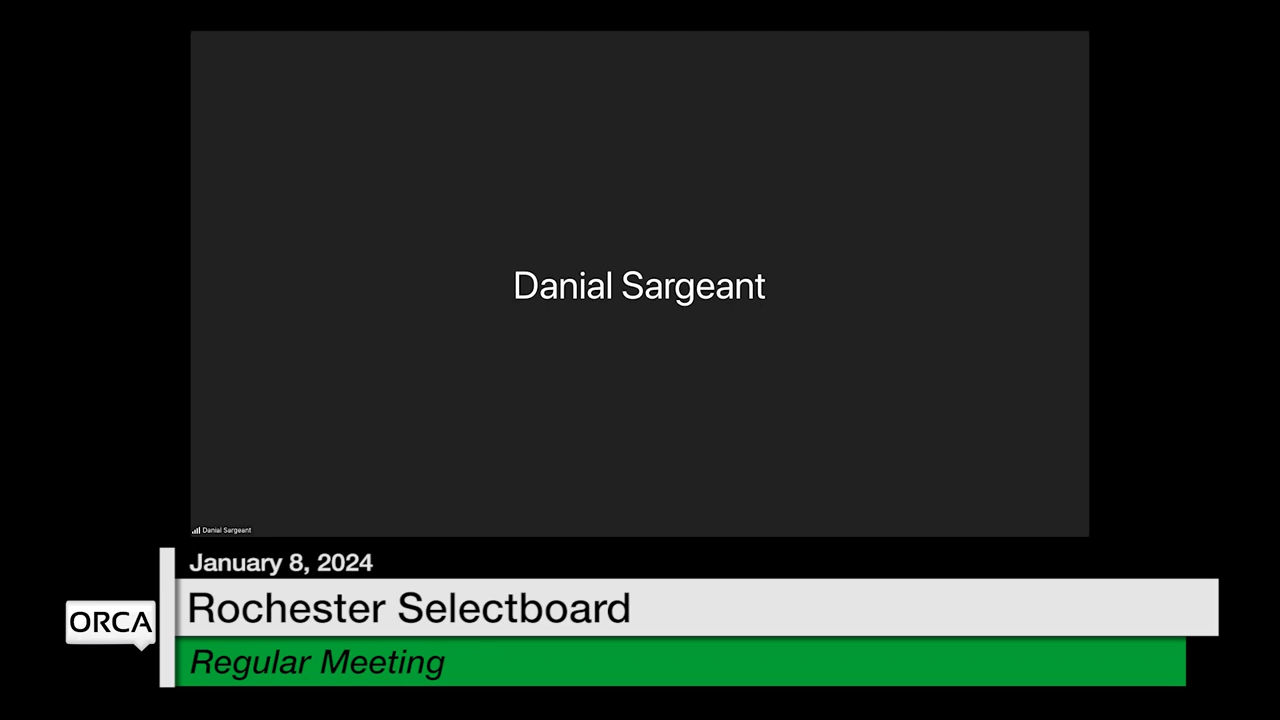 Danial Sargeant
Danial Sargeant
January 8, 2024
Rochester Selectboard
ORCA
Regular Meeting